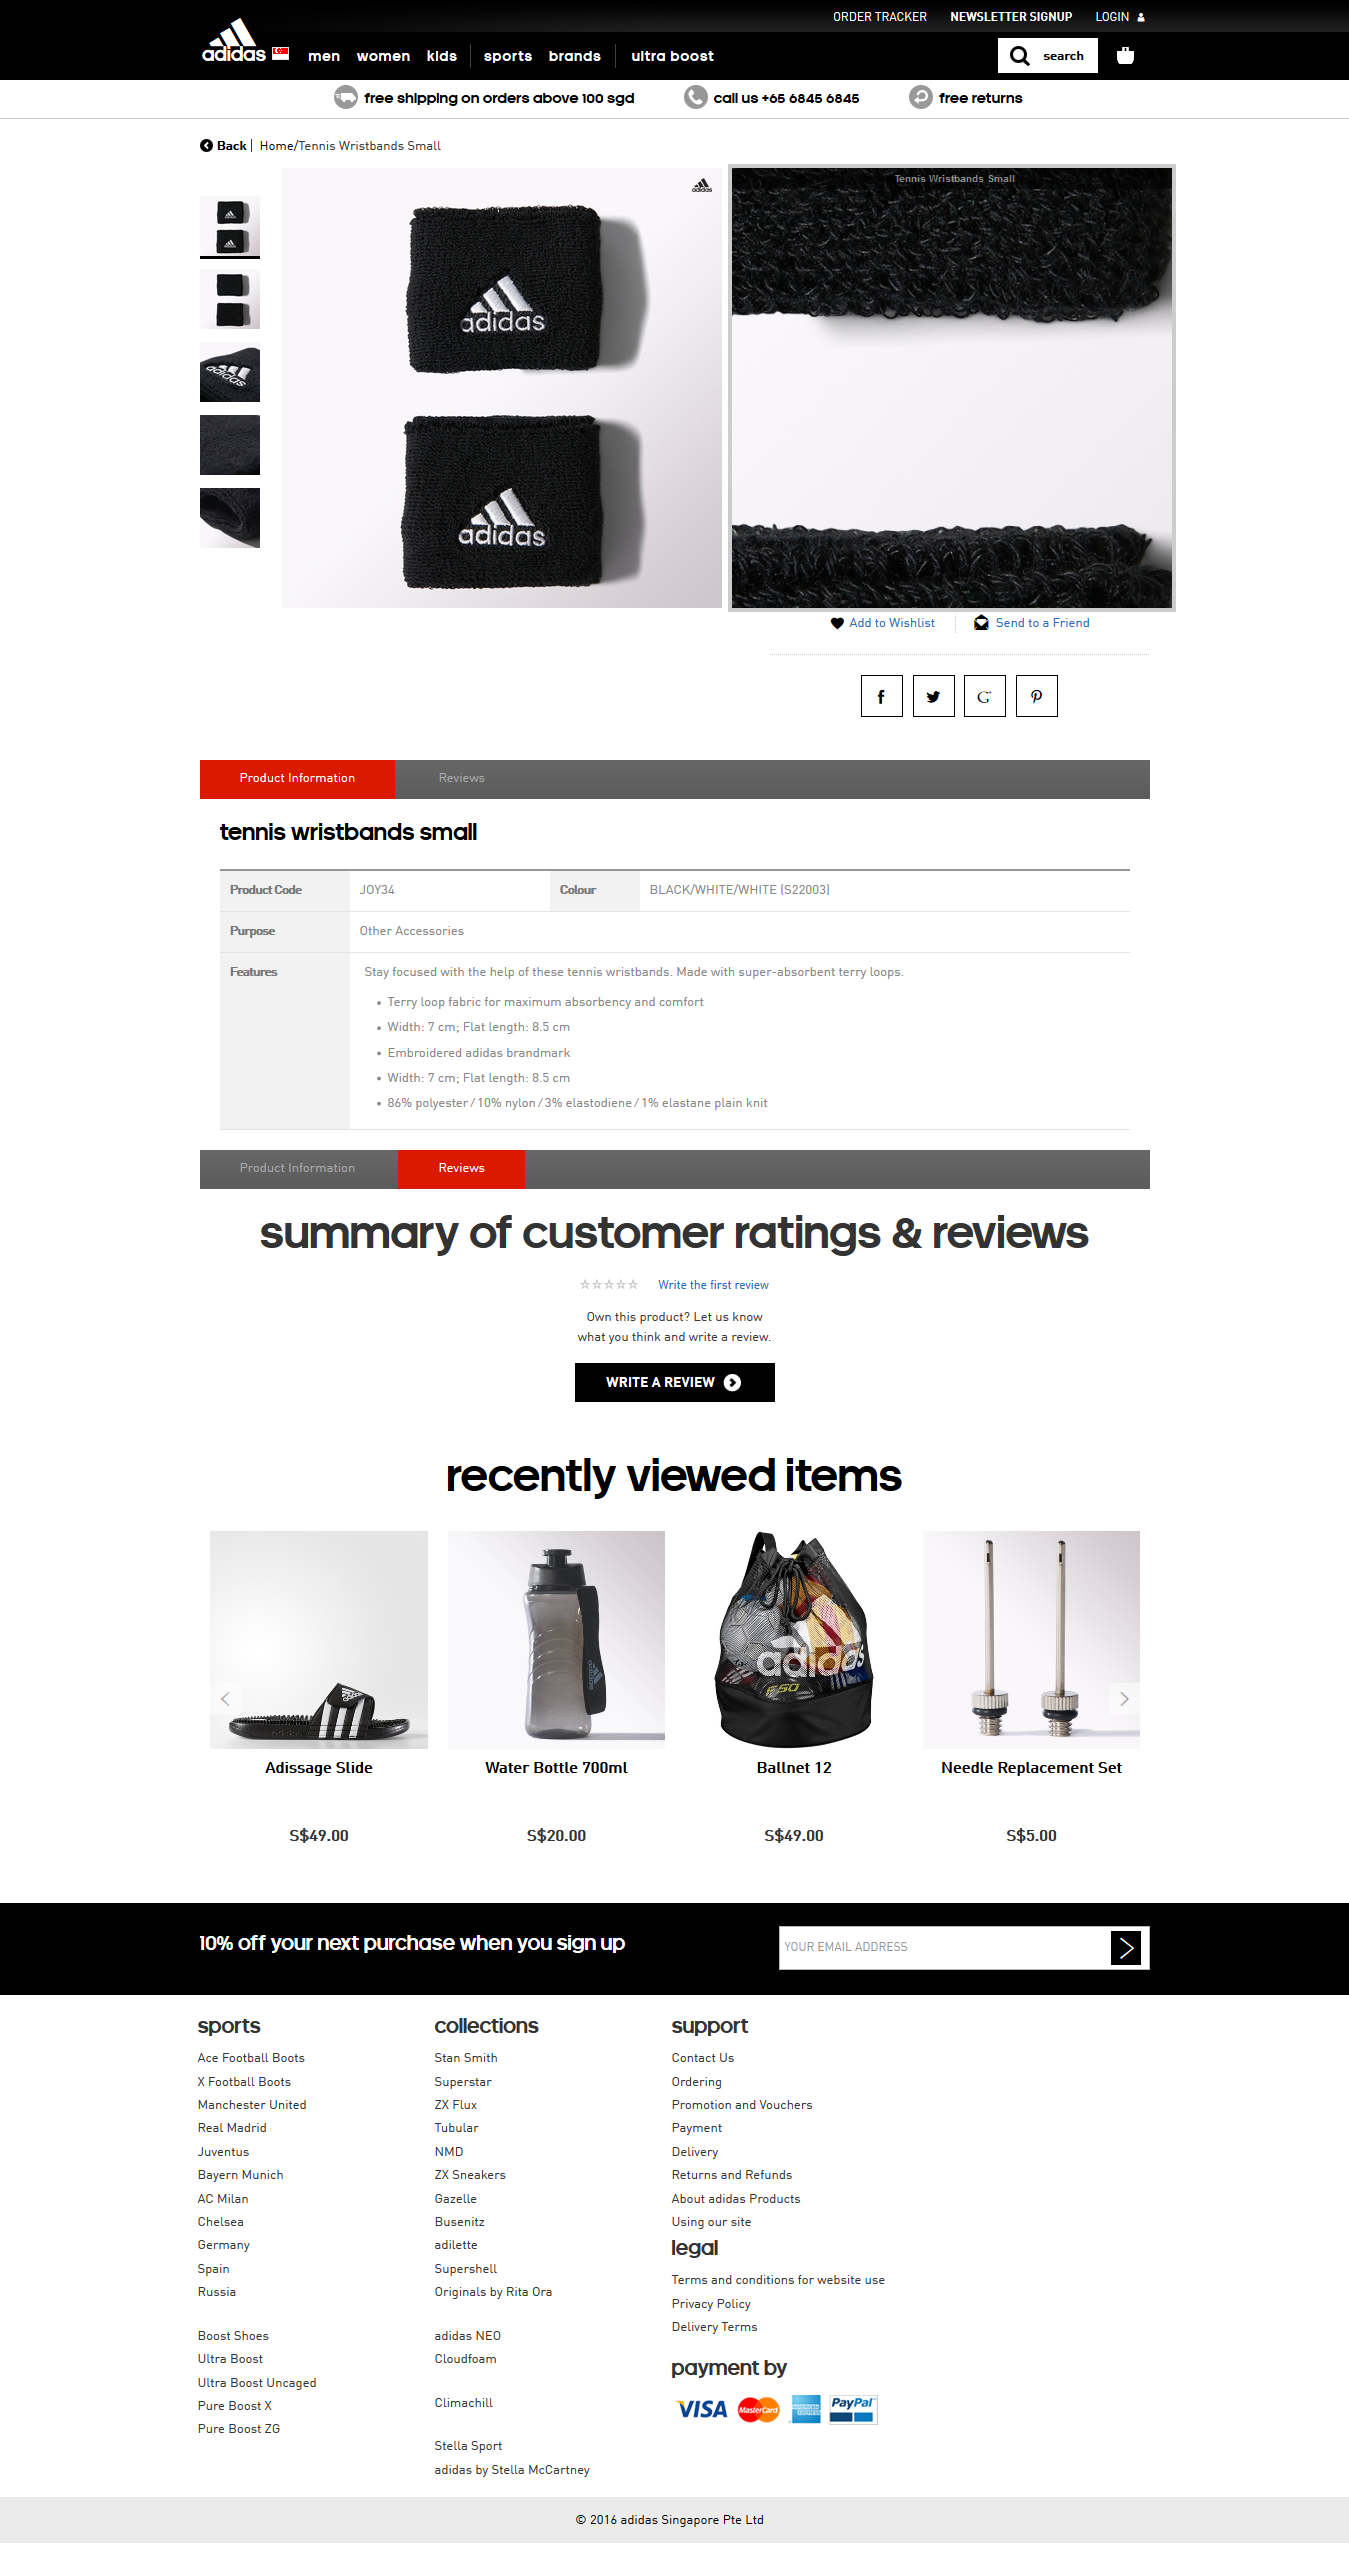 ORDER TRACKER NEWSLETTER SIGNUP LOGIN
adidas men women kids sports brands ultra boost search
free shipping on orders above 100 sgd call us +65 6845 6845 free returns
Back Home/Tennis Wristbands Small
adidas
Tennis Wristbands Small
adidas
adidas
adidas
Add to Wishlist Send to a Friend
Product Information Reviews
tennis wristbands small
Product Code JOY34 Colour BLACK/WHITE/WHITE (S22003)
Purpose Other Accessories
Features Stay focused with the help of these tennis wristbands. Made with super-absorbent terry loops.
• Terry loop fabric for maximum absorbency and comfort
• Width: 7 cm; Flat length: 8.5 cm
• Embroidered adidas brandmark
• Width: 7 cm; Flat length: 8.5 cm
• 86% polyester / 10% nylon / 3% elastodiene / 1% elastane plain knit
Product Information Reviews
summary of customer ratings & reviews
☆☆☆☆☆ Write the first review
Own this product? Let us know
what you think and write a review.
WRITE A REVIEW
recently viewed items
adidas
adidas
adidas
F50
Adissage Slide Water Bottle 700ml Ballnet 12 Needle Replacement Set
S$49.00 S$20.00 S$49.00 S$5.00
10% off your next purchase when you sign up YOUR EMAIL ADDRESS
sports
Ace Football Boots
X Football Boots
Manchester United
Real Madrid
Juventus
Bayern Munich
AC Milan
Chelsea
Germany
Spain
Russia
Boost Shoes
Ultra Boost
Ultra Boost Uncaged
Pure Boost X
Pure Boost ZG
collections
Stan Smith
Superstar
ZX Flux
Tubular
NMD
ZX Sneakers
Gazelle
Busenitz
adilette
Supershell
Originals by Rita Ora
adidas NEO
Cloudfoam
Climachill
Stella Sport
adidas by Stella McCartney
support
Contact Us
Ordering
Promotion and Vouchers
Payment
Delivery
Returns and Refunds
About adidas Products
Using our site
legal
Terms and conditions for website use
Privacy Policy
Delivery Terms
payment by
VISA MasterCard AMERICAN EXPRESS PayPal
© 2016 adidas Singapore Pte Ltd